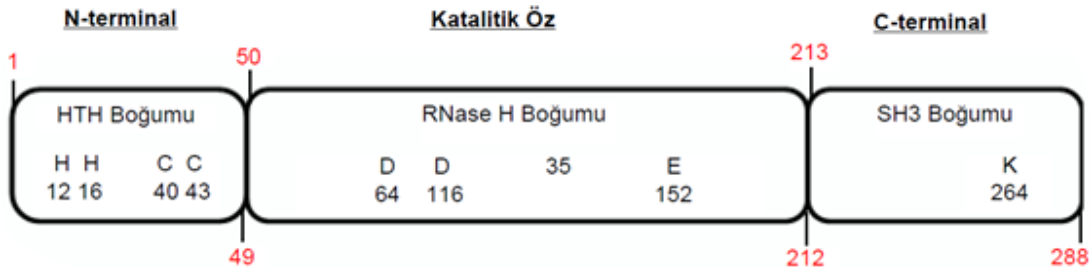 N-terminal Katalitik Öz C-terminal
1 50 213
HTH Boğumu RNase H Boğumu SH3 Boğumu
H H C C D D 35 E K
12 16 40 43 64 116 152 264
49 212 288